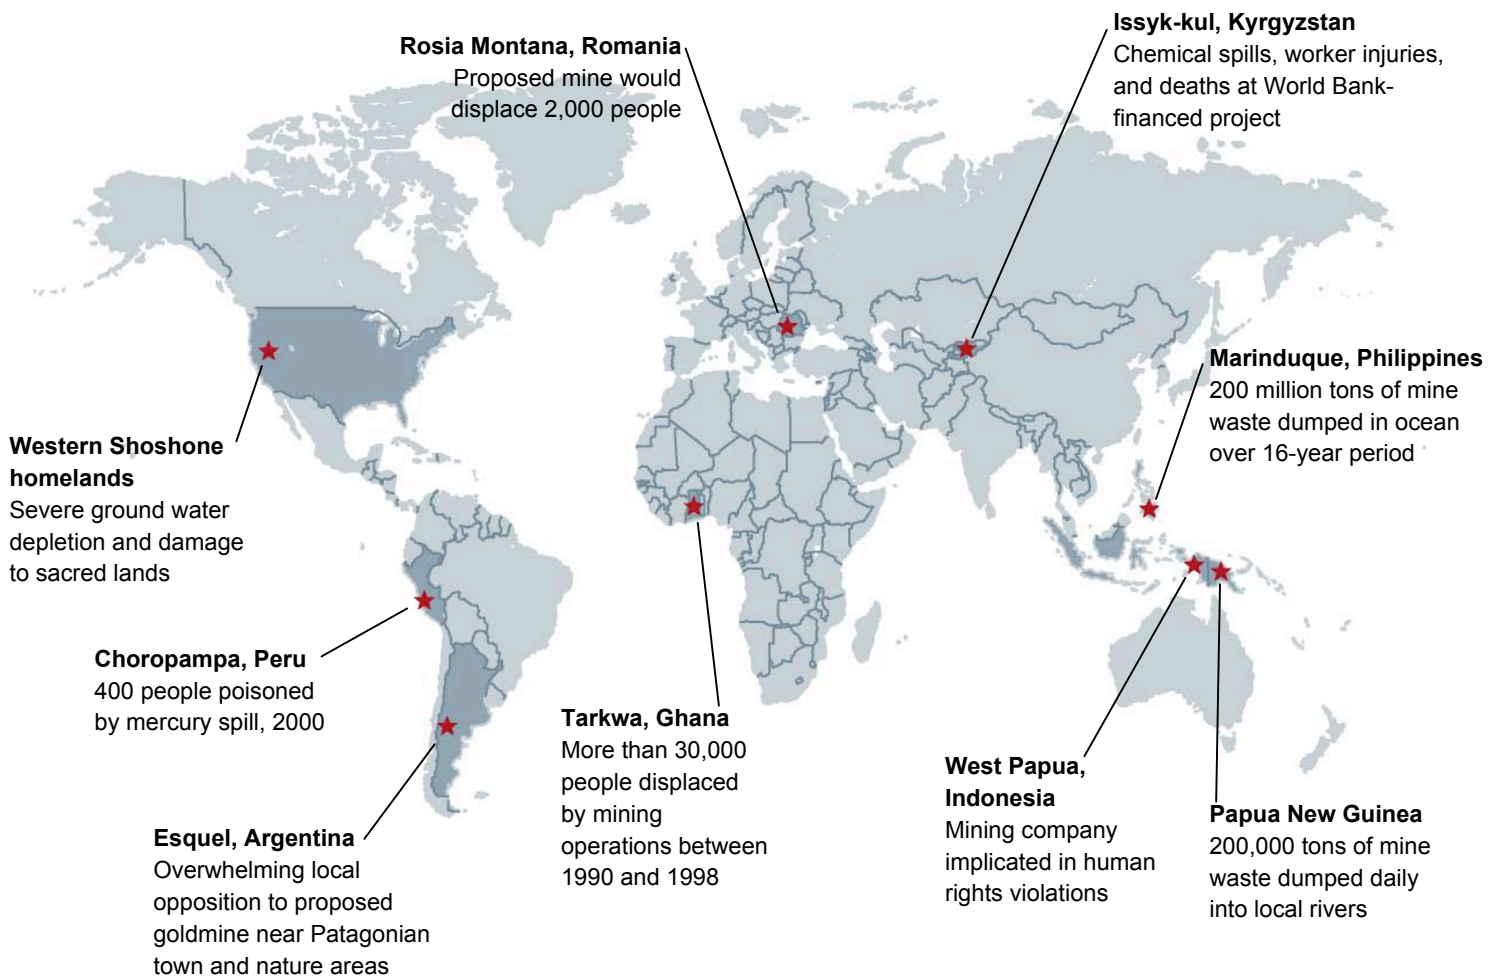 Rosia Montana, Romania
Proposed mine would
displace 2,000 people
Issyk-kul, Kyrgyzstan
Chemical spills, worker injuries,
and deaths at World Bank-
financed project
Marinduque, Philippines
200 million tons of mine
waste dumped in ocean
over 16-year period
Western Shoshone
homelands
Severe ground water
depletion and damage
to sacred lands
Choropampa, Peru
400 people poisoned
by mercury spill, 2000
Esquel, Argentina
Overwhelming local
opposition to proposed
goldmine near Patagonian
town and nature areas
Tarkwa, Ghana
More than 30,000
people displaced
by mining
operations between
1990 and 1998
West Papua,
Indonesia
Mining company
implicated in human
rights violations
Papua New Guinea
200,000 tons of mine
waste dumped daily
into local rivers